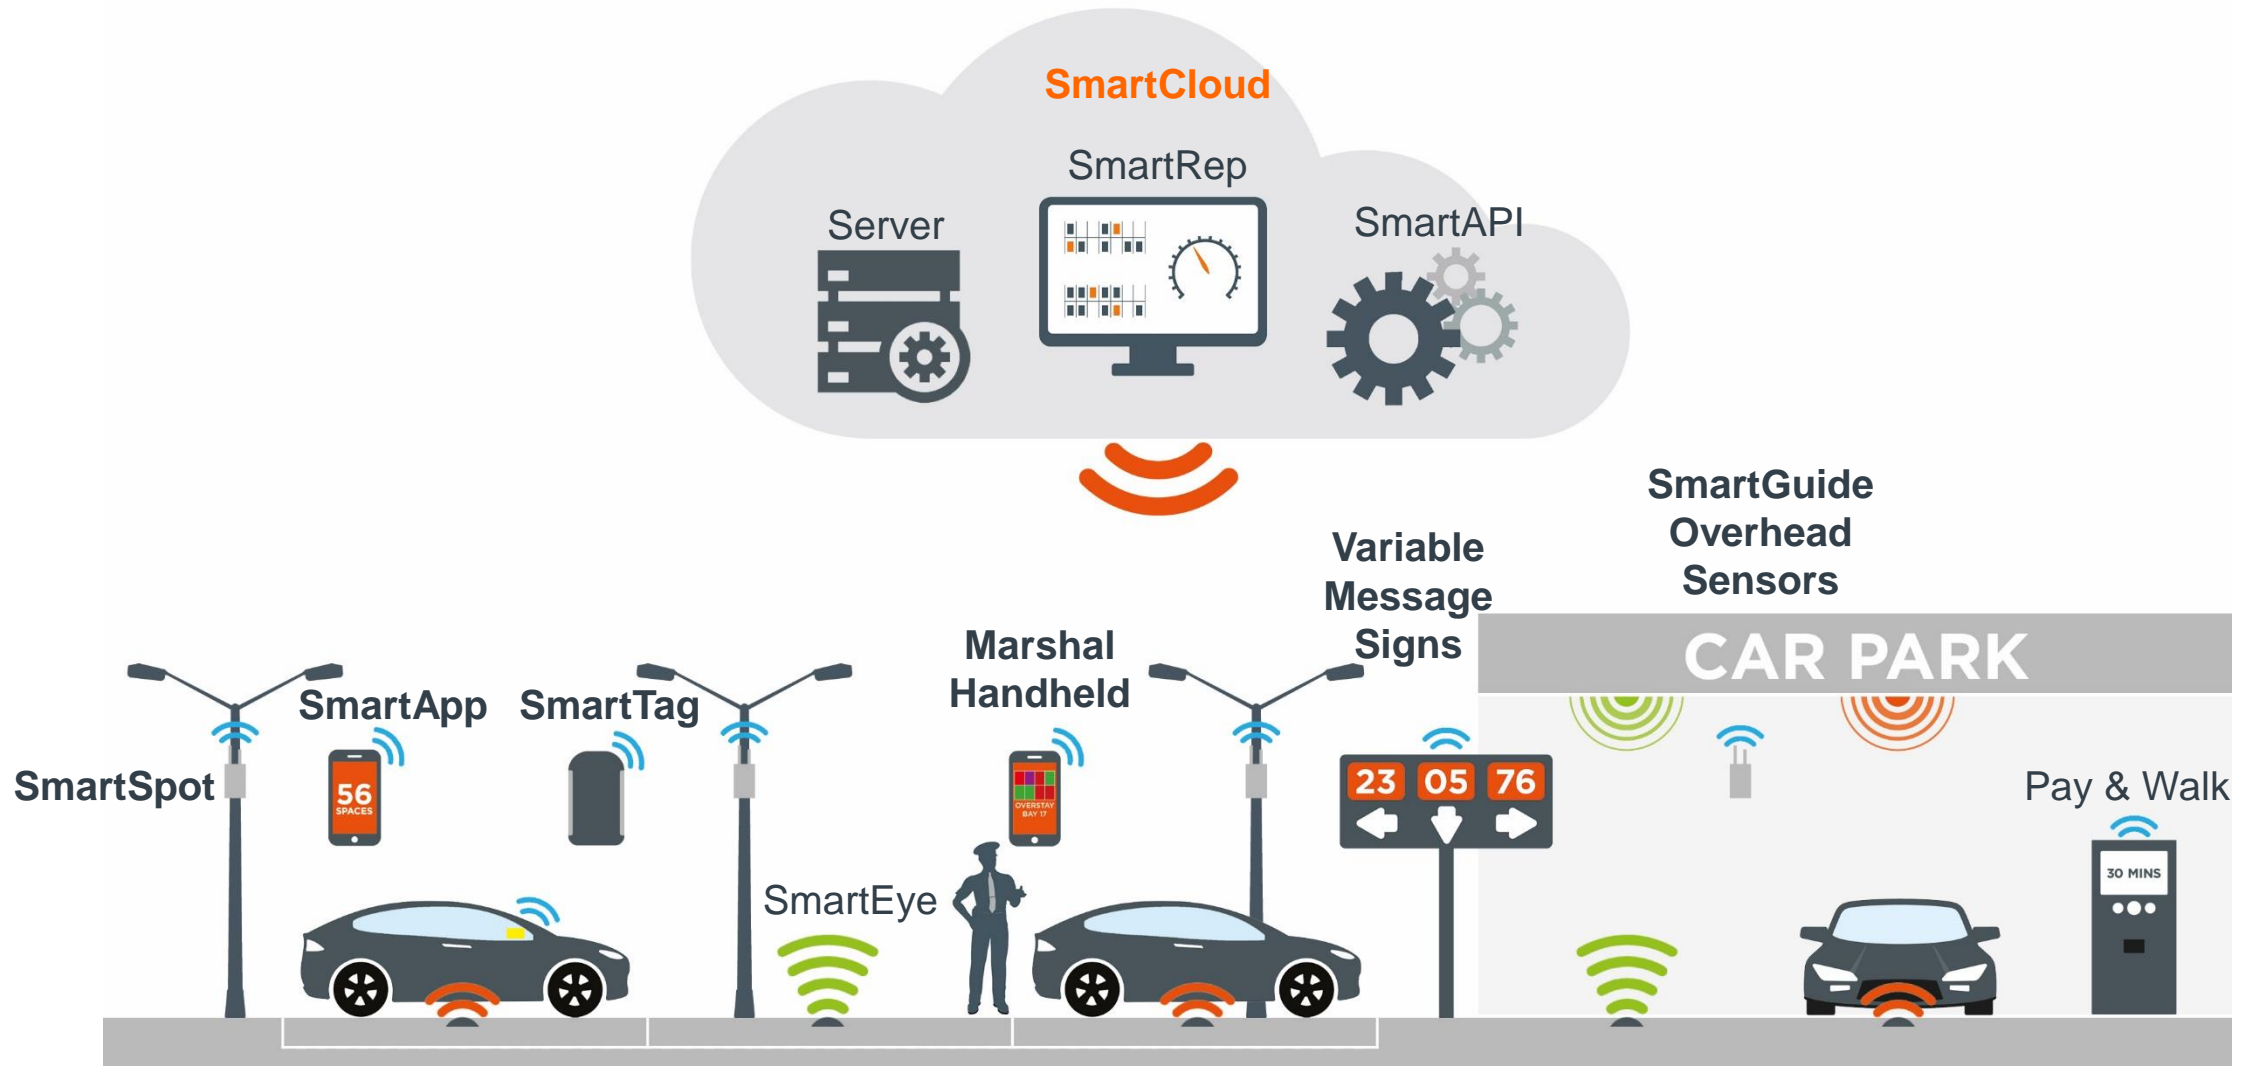 SmartCloud
SmartRep
Server
SmartAPI
SmartGuide
Overhead
Sensors
Variable
Message
Signs
CAR PARK
Marshal
Handheld
SmartApp
SmartTag
SmartSpot
56
SPACES
OVERSTAY
BAY 17
23 05 76
Pay & Walk
30 MINS
SmartEye